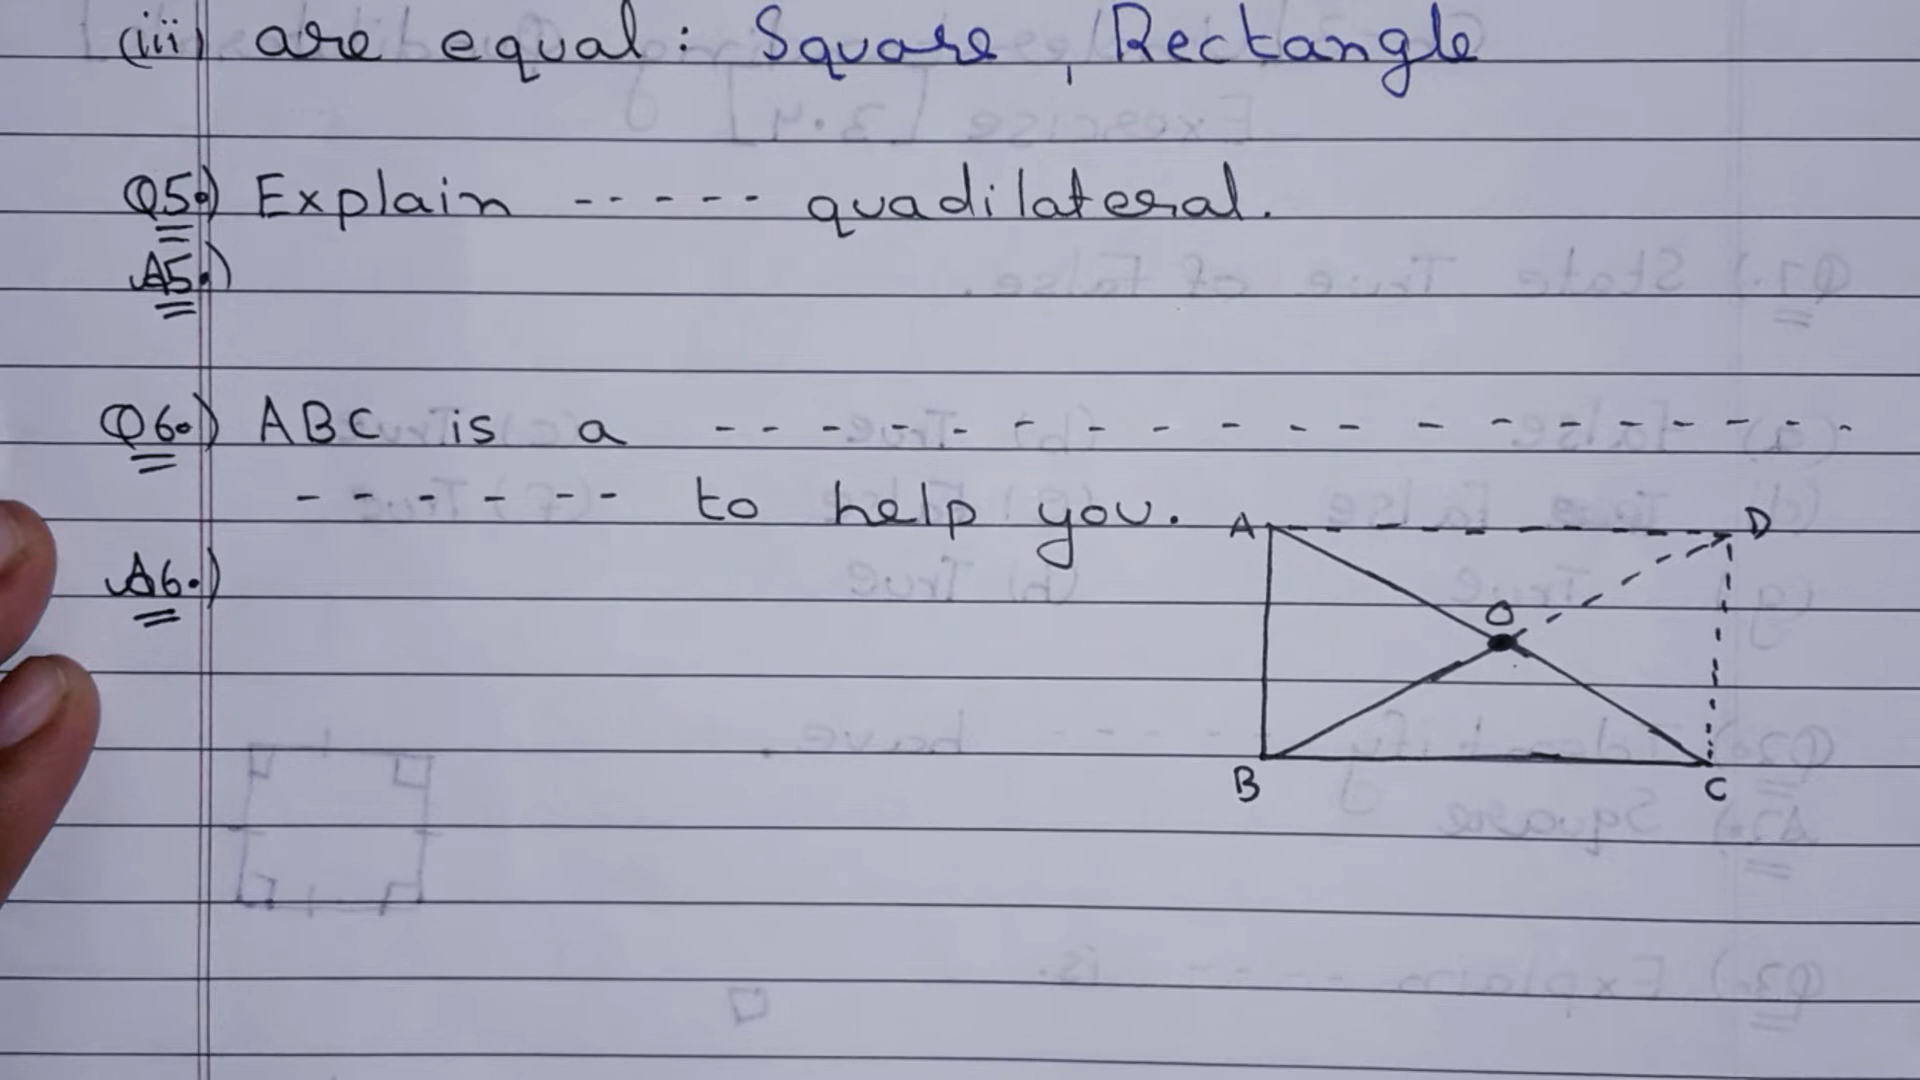 (iii) are equal: Square, Rectangle
Q5.) Explain ----- quadilateral.
A5.)
Q6.) ABC is a - - - - - - - - - - - - - - - - - -
- - - - - - to help you.
A6.)
A D
O
B C